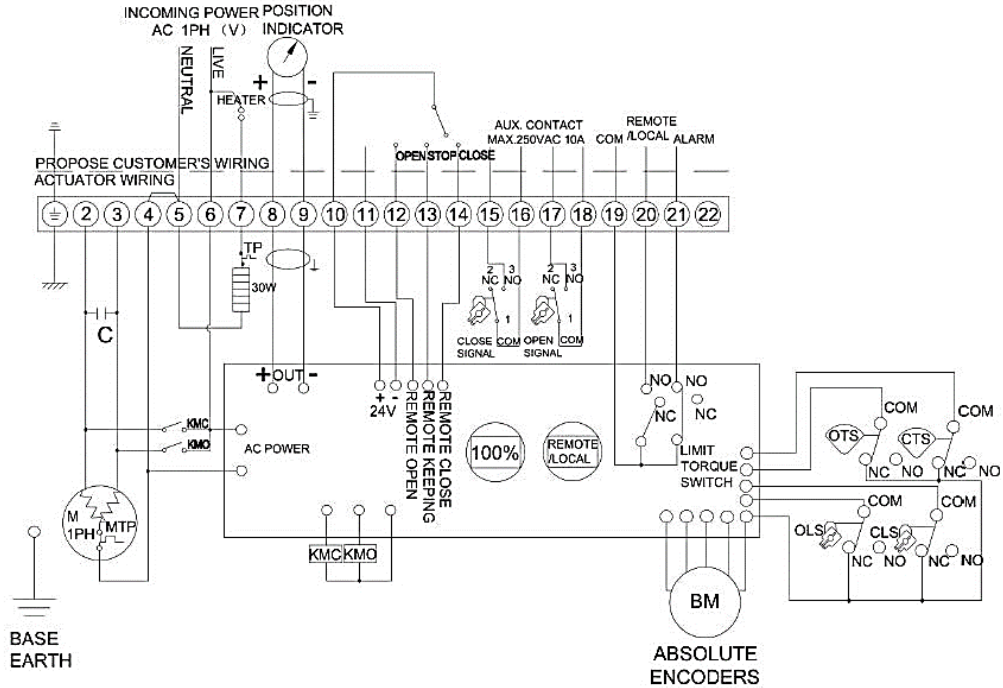 INCOMING POWER
AC 1PH (V)
POSITION
INDICATOR
NEUTRAL
LIVE
HEATER
+
-
OPEN STOP CLOSE
AUX. CONTACT
MAX.250VAC 10A
COM
REMOTE
/LOCAL
ALARM
PROPOSE CUSTOMER'S WIRING
ACTUATOR WIRING
2 3 4 5 6 7 8 9 10 11 12 13 14 15 16 17 18 19 20 21 22
TP
30W
C
2
NC
3
NO
1
CLOSE
SIGNAL
COM
2
NC
3
NO
1
OPEN
SIGNAL
COM
+OUT-
+
-
24V
REMOTE OPEN
REMOTE KEEPING
REMOTE CLOSE
KMC
KMO
AC POWER
100%
REMOTE
/LOCAL
NO
NC
NO
NC
LIMIT
TORQUE
SWITCH
OTS
COM
NC
NO
CTS
COM
NC
NO
OLS
COM
NC
NO
CLS
COM
NC
NO
M
1PH
MTP
KMC
KMO
BM
BASE
EARTH
ABSOLUTE
ENCODERS